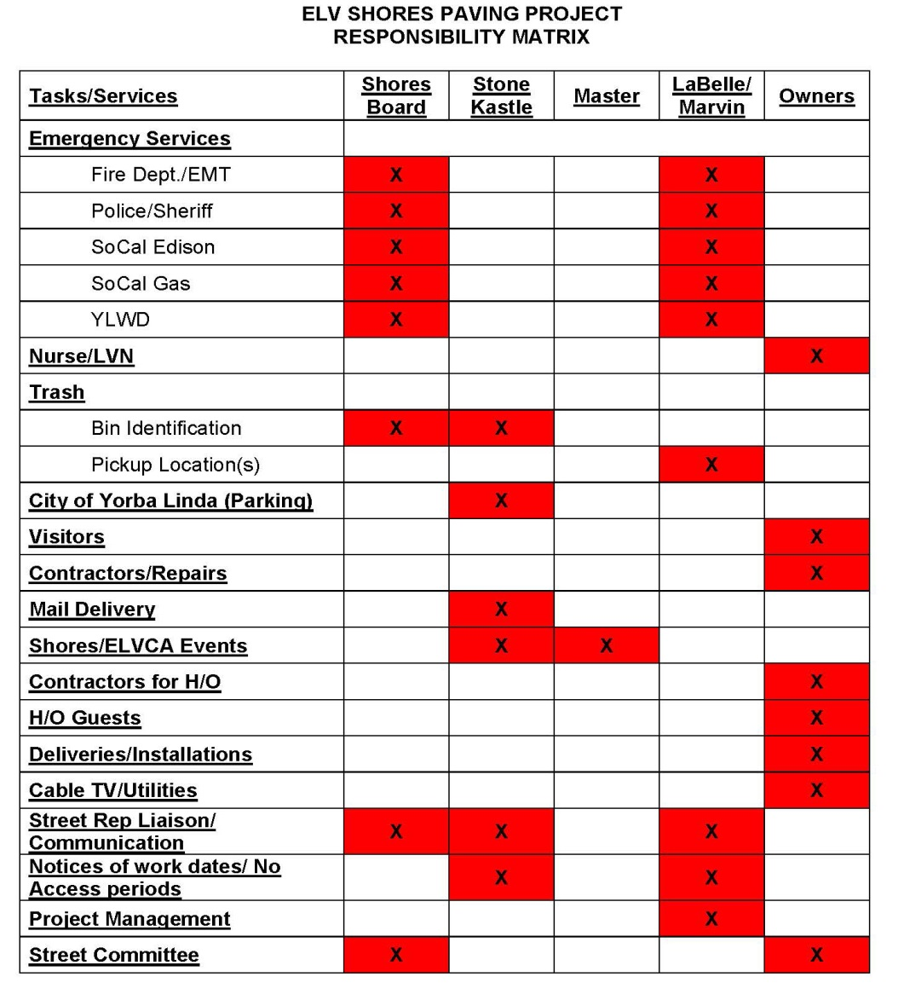 ELV SHORES PAVING PROJECT
RESPONSIBILITY MATRIX
Tasks/Services Shores Board Stone Kastle Master LaBelle/ Marvin Owners
Emergency Services
Fire Dept./EMT X X
Police/Sheriff X X
SoCal Edison X X
SoCal Gas X X
YLWD X X
Nurse/LVN X
Trash
Bin Identification X X
Pickup Location(s) X
City of Yorba Linda (Parking) X
Visitors X
Contractors/Repairs X
Mail Delivery X
Shores/ELVCA Events X X
Contractors for H/O X
H/O Guests X
Deliveries/Installations X
Cable TV/Utilities X
Street Rep Liaison/
Communication X X X
Notices of work dates/ No
Access periods X X
Project Management X
Street Committee X X